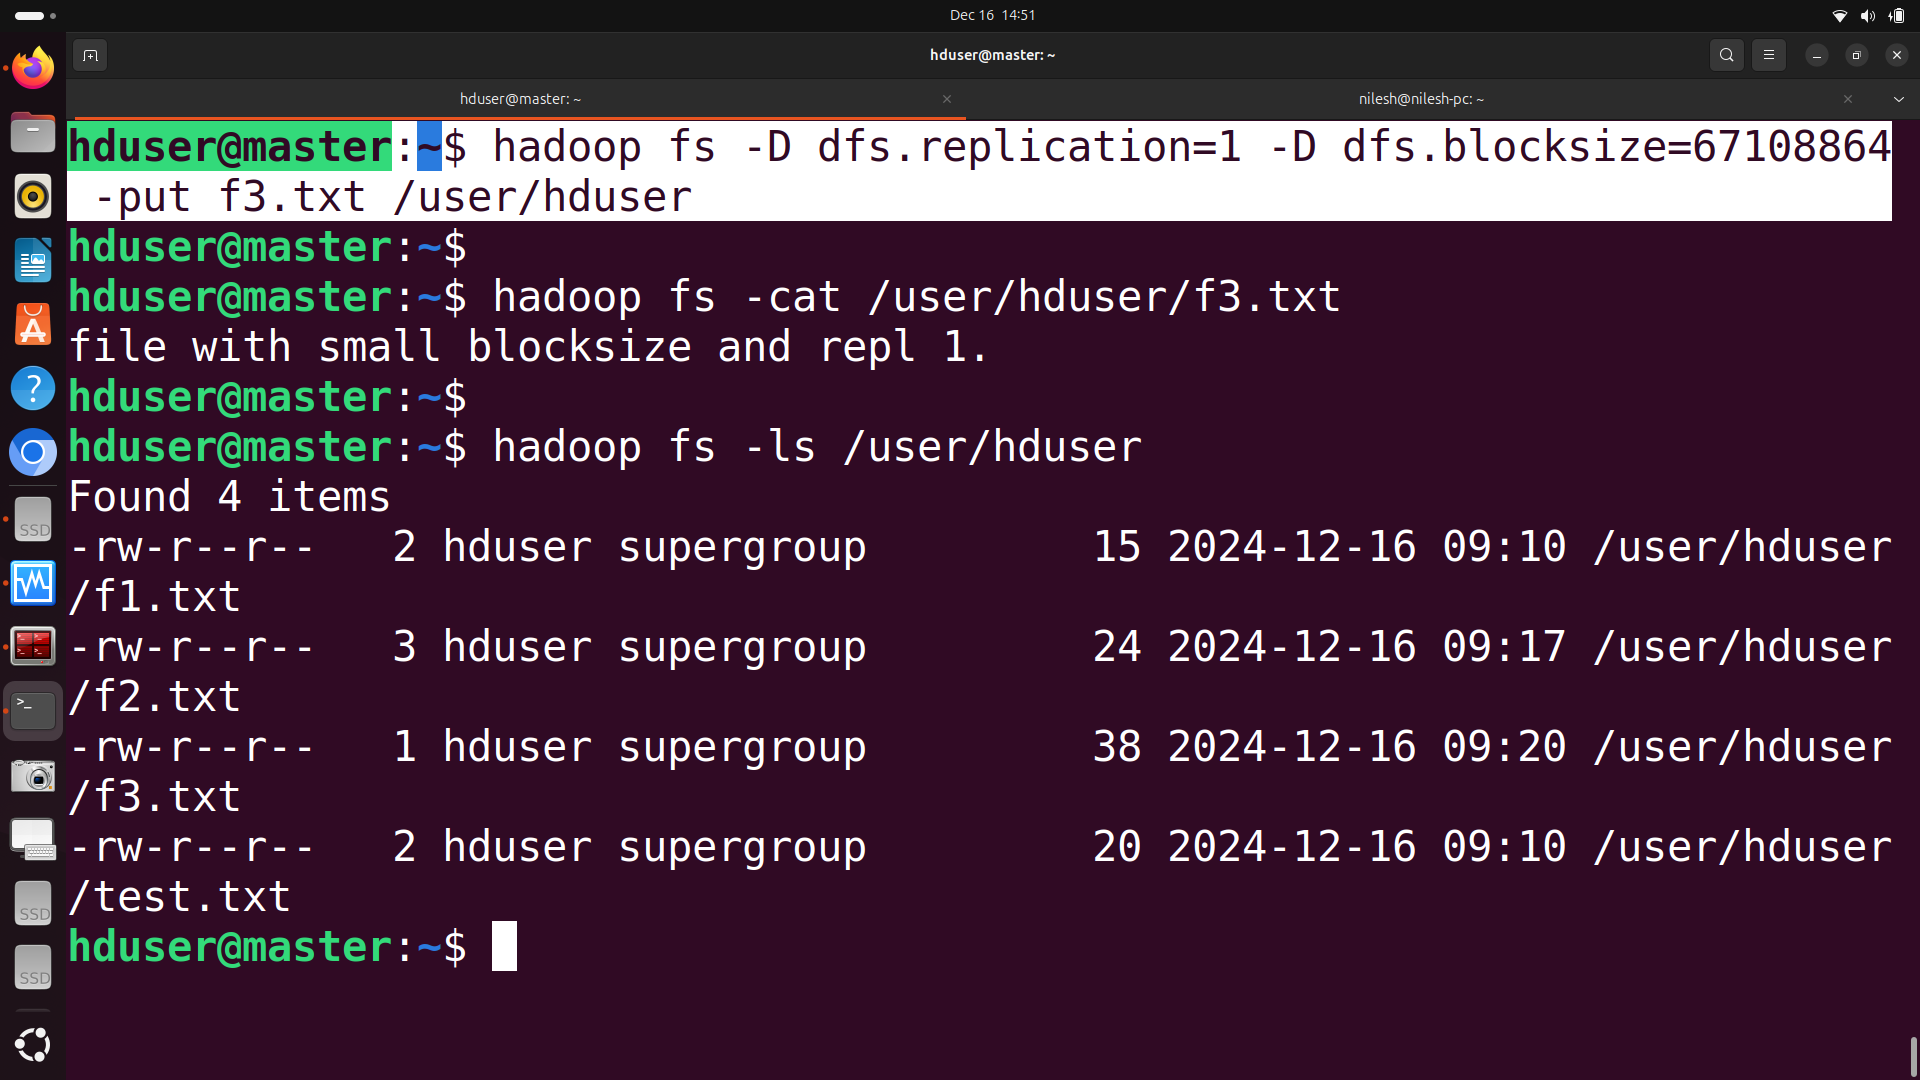 Dec 16 14:51
hduser@master: ~
hduser@master: ~
nilesh@nilesh-pc: ~
hduser@master:~$ hadoop fs -D dfs.replication=1 -D dfs.blocksize=67108864
-put f3.txt /user/hduser
hduser@master:~$
hduser@master:~$ hadoop fs -cat /user/hduser/f3.txt
file with small blocksize and repl 1.
hduser@master:~$
hduser@master:~$ hadoop fs -ls /user/hduser
Found 4 items
-rw-r--r--   2 hduser supergroup         15 2024-12-16 09:10 /user/hduser
/f1.txt
-rw-r--r--   3 hduser supergroup         24 2024-12-16 09:17 /user/hduser
/f2.txt
-rw-r--r--   1 hduser supergroup         38 2024-12-16 09:20 /user/hduser
/f3.txt
-rw-r--r--   2 hduser supergroup         20 2024-12-16 09:10 /user/hduser
/test.txt
hduser@master:~$
SSD
SSD
SSD